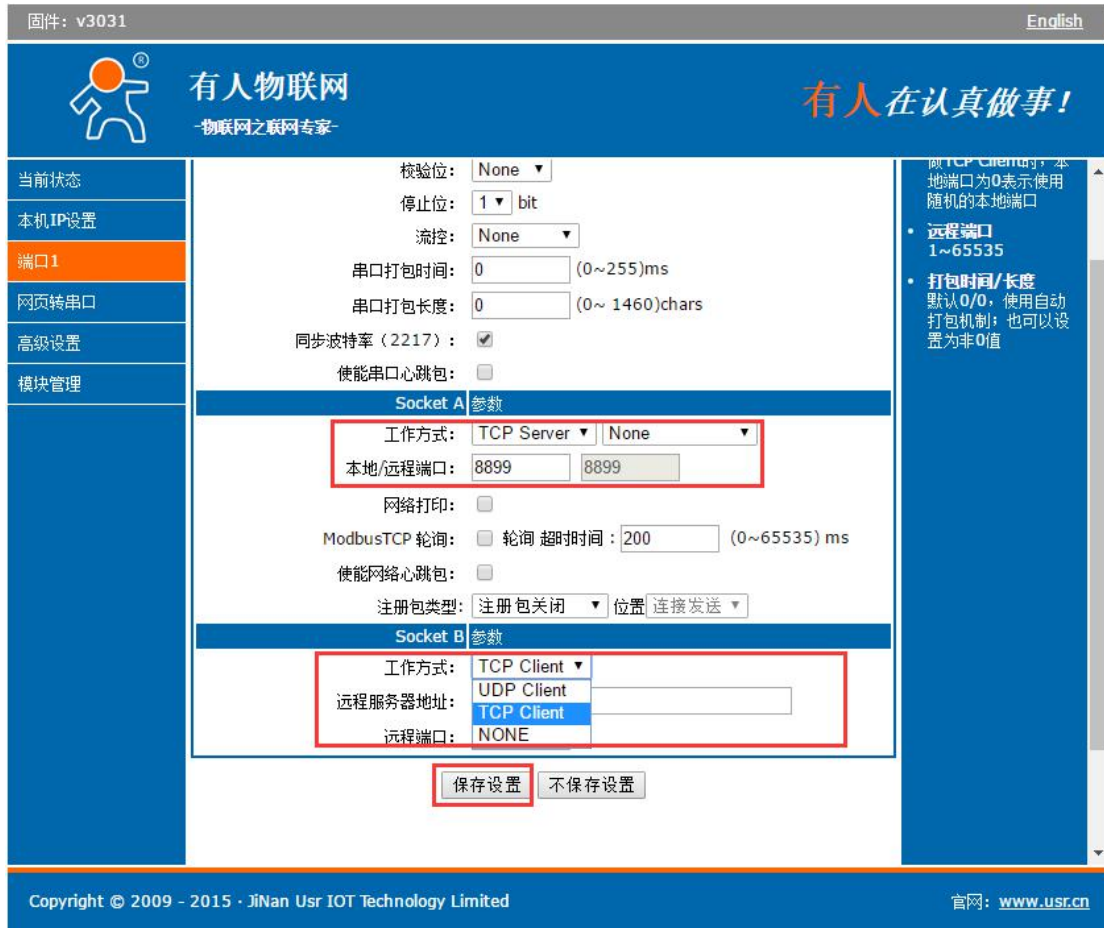 固件: v3031 English
®
有人物联网
-物联网之联网专家-
有人在认真做事!
当前状态
本机IP设置
端口1
网页转串口
高级设置
模块管理
校验位: None
停止位: 1 bit
流控: None
串口打包时间: 0 (0~255)ms
串口打包长度: 0 (0~ 1460)chars
同步波特率（2217）:
使能串口心跳包:
Socket A 参数
工作方式: TCP Server None
本地/远程端口: 8899 8899
网络打印:
ModbusTCP 轮询: 轮询 超时时间 : 200 (0~65535) ms
使能网络心跳包:
注册包类型: 注册包关闭 位置 连接发送
Socket B 参数
工作方式: TCP Client
UDP Client
远程服务器地址:
TCP Client
远程端口: NONE
保存设置 不保存设置
做TCP Client时，本
地端口为0表示使用
随机的本地端口
• 远程端口
1~65535
• 打包时间/长度
默认0/0，使用自动
打包机制；也可以设
置为非0值
Copyright © 2009 - 2015 · JiNan Usr IOT Technology Limited 官网: www.usr.cn